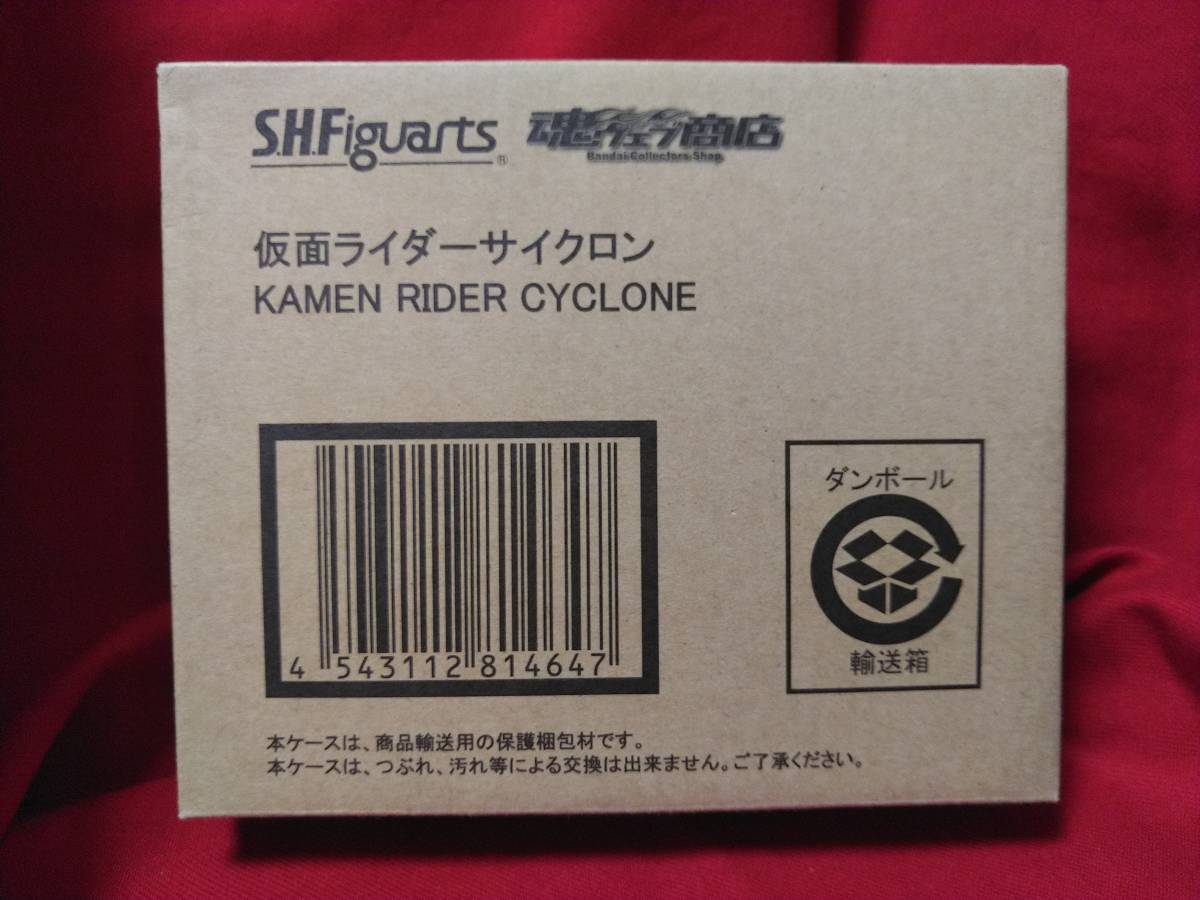 S.H.Figuarts®
魂ウェブ商店
Bandai Collectors Shop
仮面ライダーサイクロン
KAMEN RIDER CYCLONE
4 543112 814647
ダンボール
輸送箱
本ケースは、商品輸送用の保護梱包材です。
本ケースは、つぶれ、汚れ等による交換は出来ません。ご了承ください。